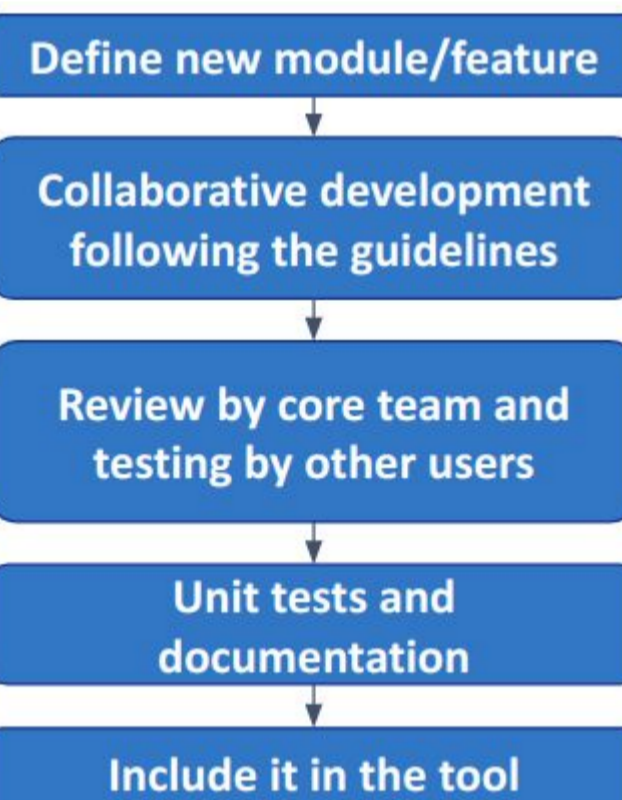 Define new module/feature
Collaborative development
following the guidelines
Review by core team and
testing by other users
Unit tests and
documentation
Include it in the tool